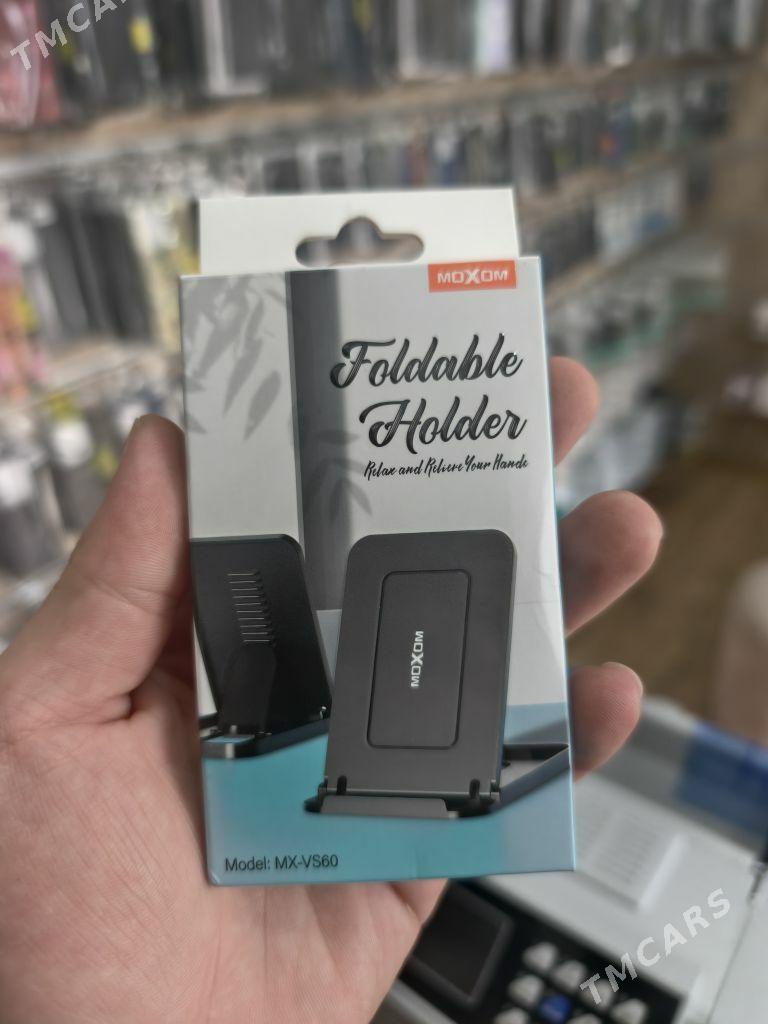 TMCARS
MOXOM
Foldable
Holder
Relax and Relieve Your Hands
MOXOM
Model: MX-VS60
TMCARS